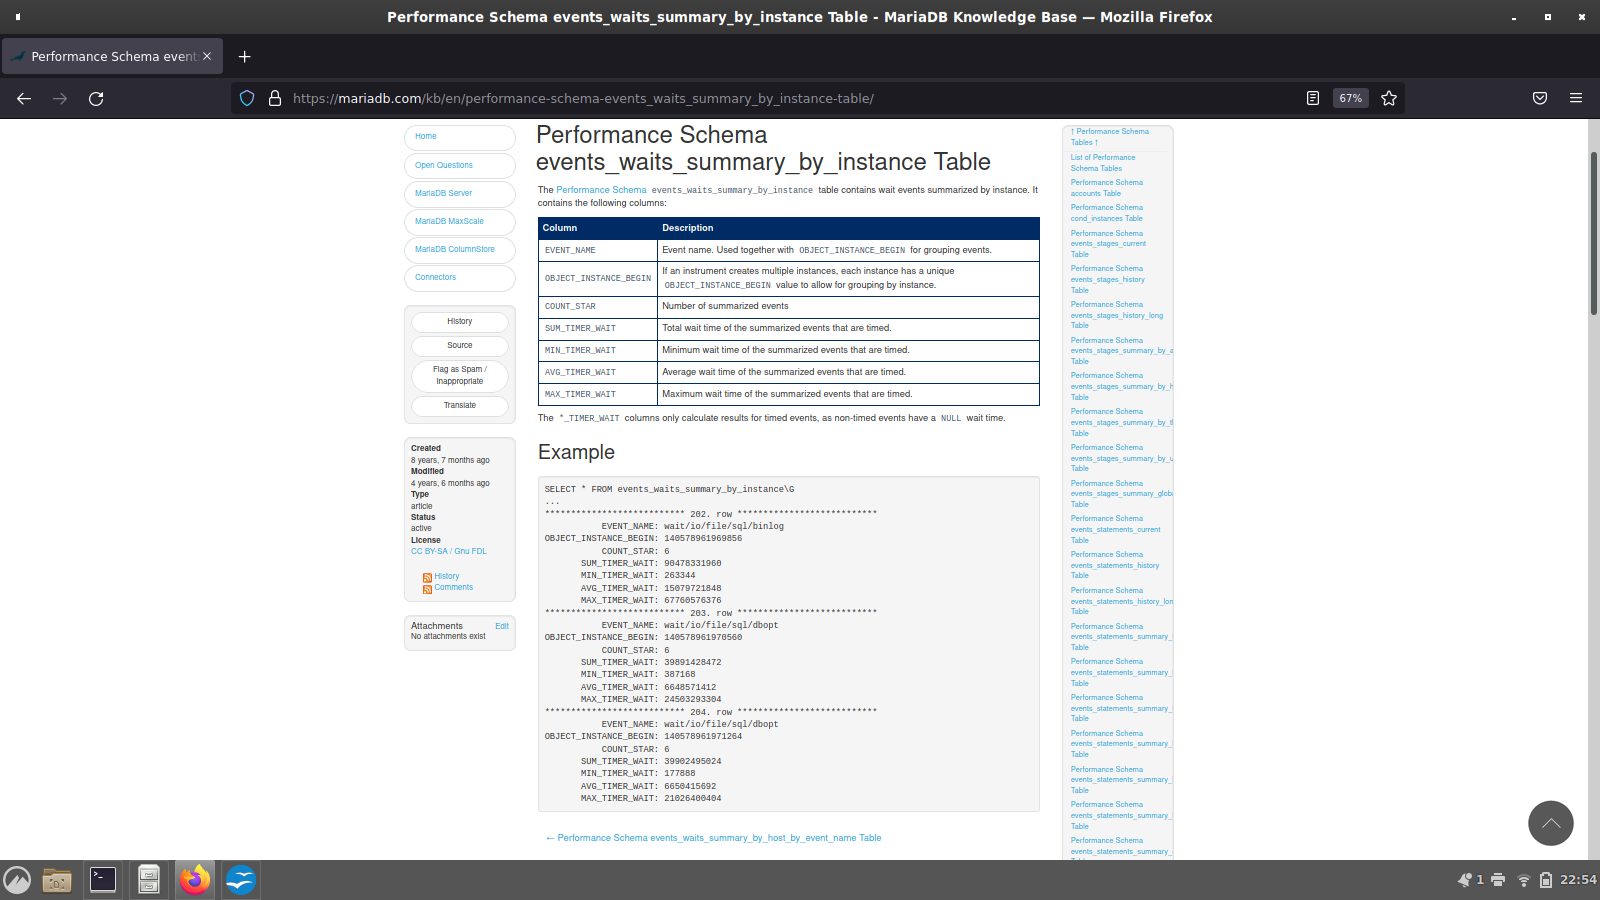 Performance Schema events_waits_summary_by_instance Table - MariaDB Knowledge Base — Mozilla Firefox
Performance Schema event
https://mariadb.com/kb/en/performance-schema-events_waits_summary_by_instance-table/
67%
Home
Open Questions
MariaDB Server
MariaDB MaxScale
MariaDB ColumnStore
Connectors
History
Source
Flag as Spam /
Inappropriate
Translate
Created
8 years, 7 months ago
Modified
4 years, 6 months ago
Type
article
Status
active
License
CC BY-SA / Gnu FDL
History
Comments
Attachments Edit
No attachments exist
Performance Schema
events_waits_summary_by_instance Table
The Performance Schema events_waits_summary_by_instance table contains wait events summarized by instance. It
contains the following columns:
Column Description
EVENT_NAME Event name. Used together with OBJECT_INSTANCE_BEGIN for grouping events.
OBJECT_INSTANCE_BEGIN If an instrument creates multiple instances, each instance has a unique
OBJECT_INSTANCE_BEGIN value to allow for grouping by instance.
COUNT_STAR Number of summarized events
SUM_TIMER_WAIT Total wait time of the summarized events that are timed.
MIN_TIMER_WAIT Minimum wait time of the summarized events that are timed.
AVG_TIMER_WAIT Average wait time of the summarized events that are timed.
MAX_TIMER_WAIT Maximum wait time of the summarized events that are timed.
The *_TIMER_WAIT columns only calculate results for timed events, as non-timed events have a NULL wait time.
Example
SELECT * FROM events_waits_summary_by_instance\G
...
*************************** 202. row ***************************
EVENT_NAME: wait/io/file/sql/binlog
OBJECT_INSTANCE_BEGIN: 140578961969856
COUNT_STAR: 6
SUM_TIMER_WAIT: 90478331960
MIN_TIMER_WAIT: 263344
AVG_TIMER_WAIT: 15079721848
MAX_TIMER_WAIT: 67760576376
*************************** 203. row ***************************
EVENT_NAME: wait/io/file/sql/dbopt
OBJECT_INSTANCE_BEGIN: 140578961970560
COUNT_STAR: 6
SUM_TIMER_WAIT: 39891428472
MIN_TIMER_WAIT: 387168
AVG_TIMER_WAIT: 6648571412
MAX_TIMER_WAIT: 24503293304
*************************** 204. row ***************************
EVENT_NAME: wait/io/file/sql/dbopt
OBJECT_INSTANCE_BEGIN: 140578961971264
COUNT_STAR: 6
SUM_TIMER_WAIT: 39902495024
MIN_TIMER_WAIT: 177888
AVG_TIMER_WAIT: 6650415692
MAX_TIMER_WAIT: 21026400404
← Performance Schema events_waits_summary_by_host_by_event_name Table
↑ Performance Schema
Tables ↑
List of Performance
Schema Tables
Performance Schema
accounts Table
Performance Schema
cond_instances Table
Performance Schema
events_stages_current
Table
Performance Schema
events_stages_history
Table
Performance Schema
events_stages_history_long
Table
Performance Schema
events_stages_summary_by_a
Table
Performance Schema
events_stages_summary_by_h
Table
Performance Schema
events_stages_summary_by_t
Table
Performance Schema
events_stages_summary_by_u
Table
Performance Schema
events_stages_summary_glob
Table
Performance Schema
events_statements_current
Table
Performance Schema
events_statements_history
Table
Performance Schema
events_statements_history_lon
Table
Performance Schema
events_statements_summary_
Table
Performance Schema
events_statements_summary_
Table
Performance Schema
events_statements_summary_
Table
Performance Schema
events_statements_summary_
Table
Performance Schema
events_statements_summary_
Table
Performance Schema
events_statements_summary_
Table
Performance Schema
events_statements_summary_
1
22:54